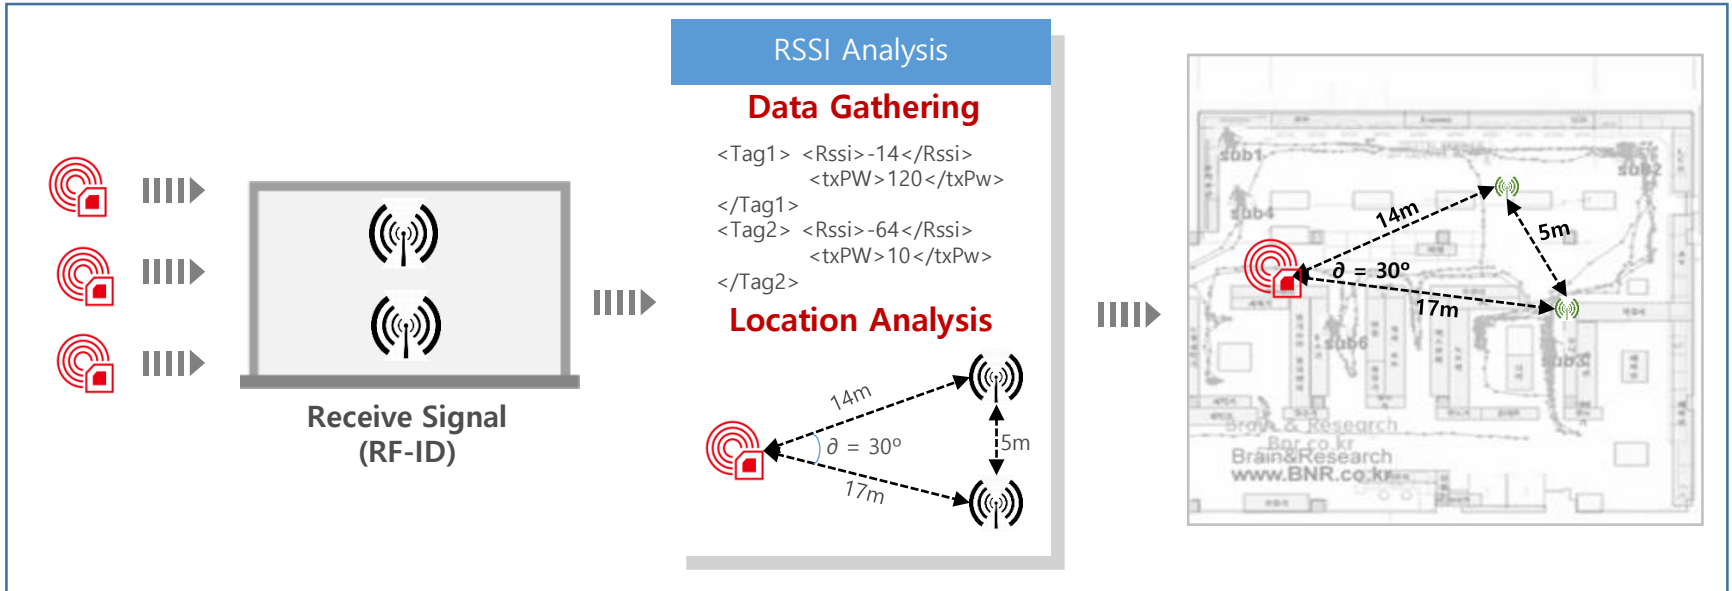 RSSI Analysis
Data Gathering
<Tag1> <Rssi>-14</Rssi>
<txPW>120</txPw>
</Tag1>
<Tag2> <Rssi>-64</Rssi>
<txPW>10</txPw>
</Tag2>
Location Analysis
14m
∂ = 30º
5m
17m
Receive Signal
(RF-ID)
sub1
sub2
sub4
14m
5m
∂ = 30º
17m
sub6
sub3
& Research
Bnr.co.kr
Brain&Research
www.BNR.co.kr